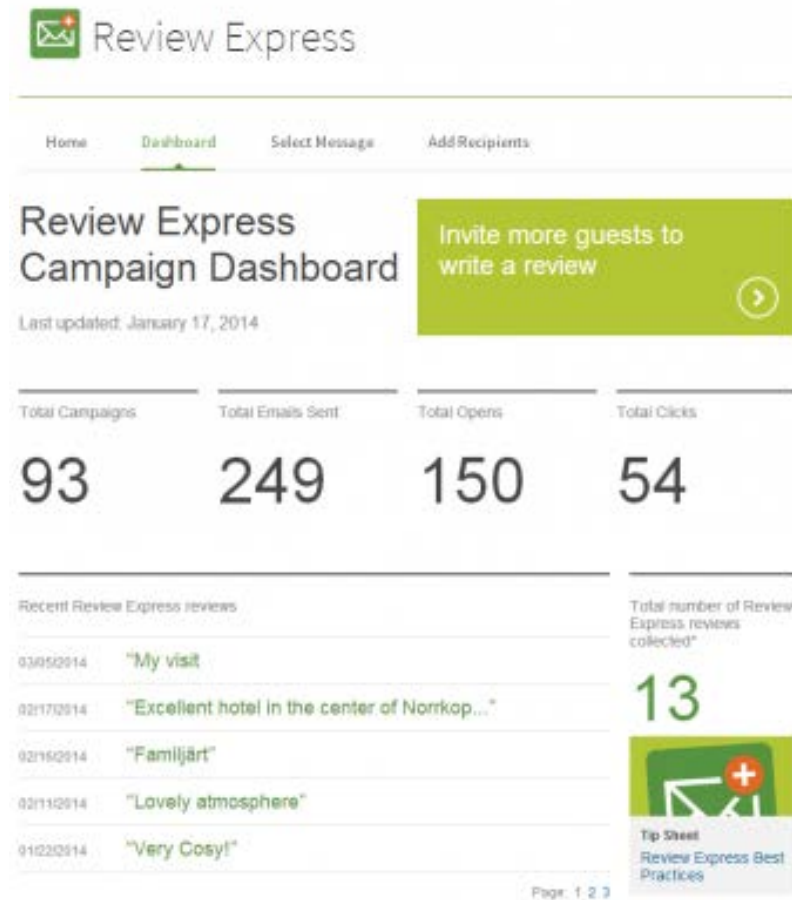 Review Express
Home Dashboard Select Message Add Recipients
Review Express
Campaign Dashboard
Last updated: January 17, 2014
Invite more guests to
write a review
Total Campaigns Total Emails Sent Total Opens Total Clicks
93 249 150 54
Recent Review Express reviews
03/05/2014 "My visit
02/17/2014 "Excellent hotel in the center of Norrkop..."
02/16/2014 "Familjärt"
02/11/2014 "Lovely atmosphere"
01/22/2014 "Very Cosy!"
Page: 1 2 3
Total number of Review
Express reviews
collected*
13
Tip Sheet
Review Express Best
Practices